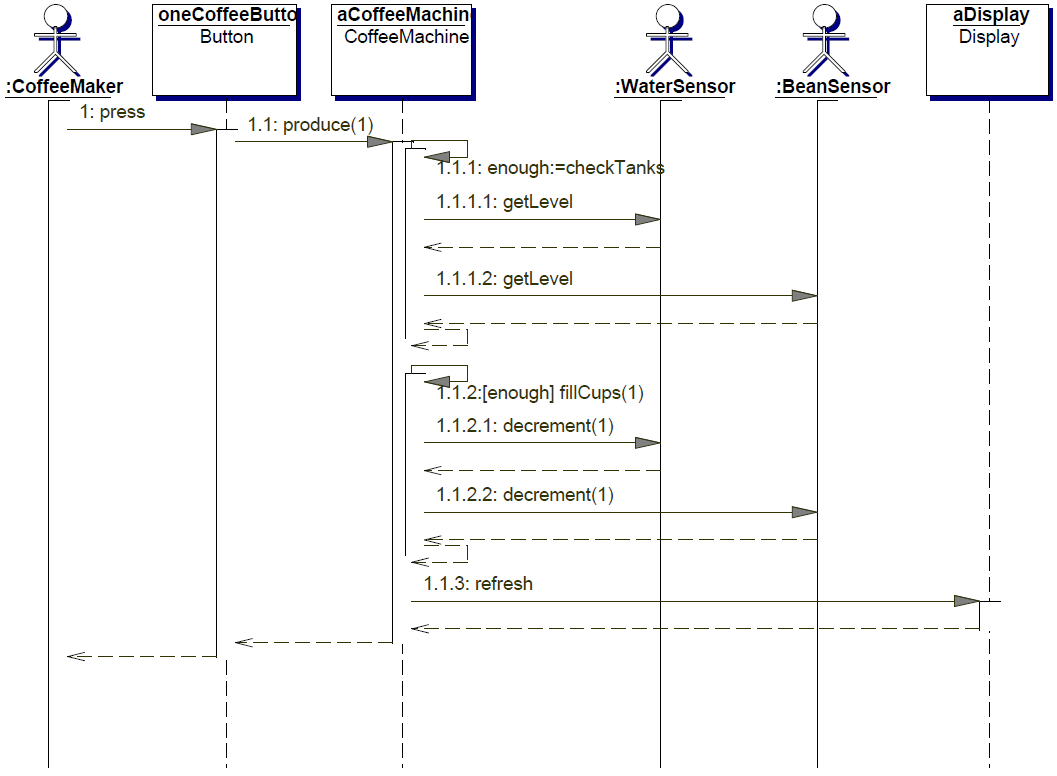 oneCoffeeButto
Button
aCoffeeMachin
CoffeeMachine
aDisplay
Display
:CoffeeMaker
:WaterSensor
:BeanSensor
1: press
1.1: produce(1)
1.1.1: enough:=checkTanks
1.1.1.1: getLevel
1.1.1.2: getLevel
1.1.2:[enough] fillCups(1)
1.1.2.1: decrement(1)
1.1.2.2: decrement(1)
1.1.3: refresh